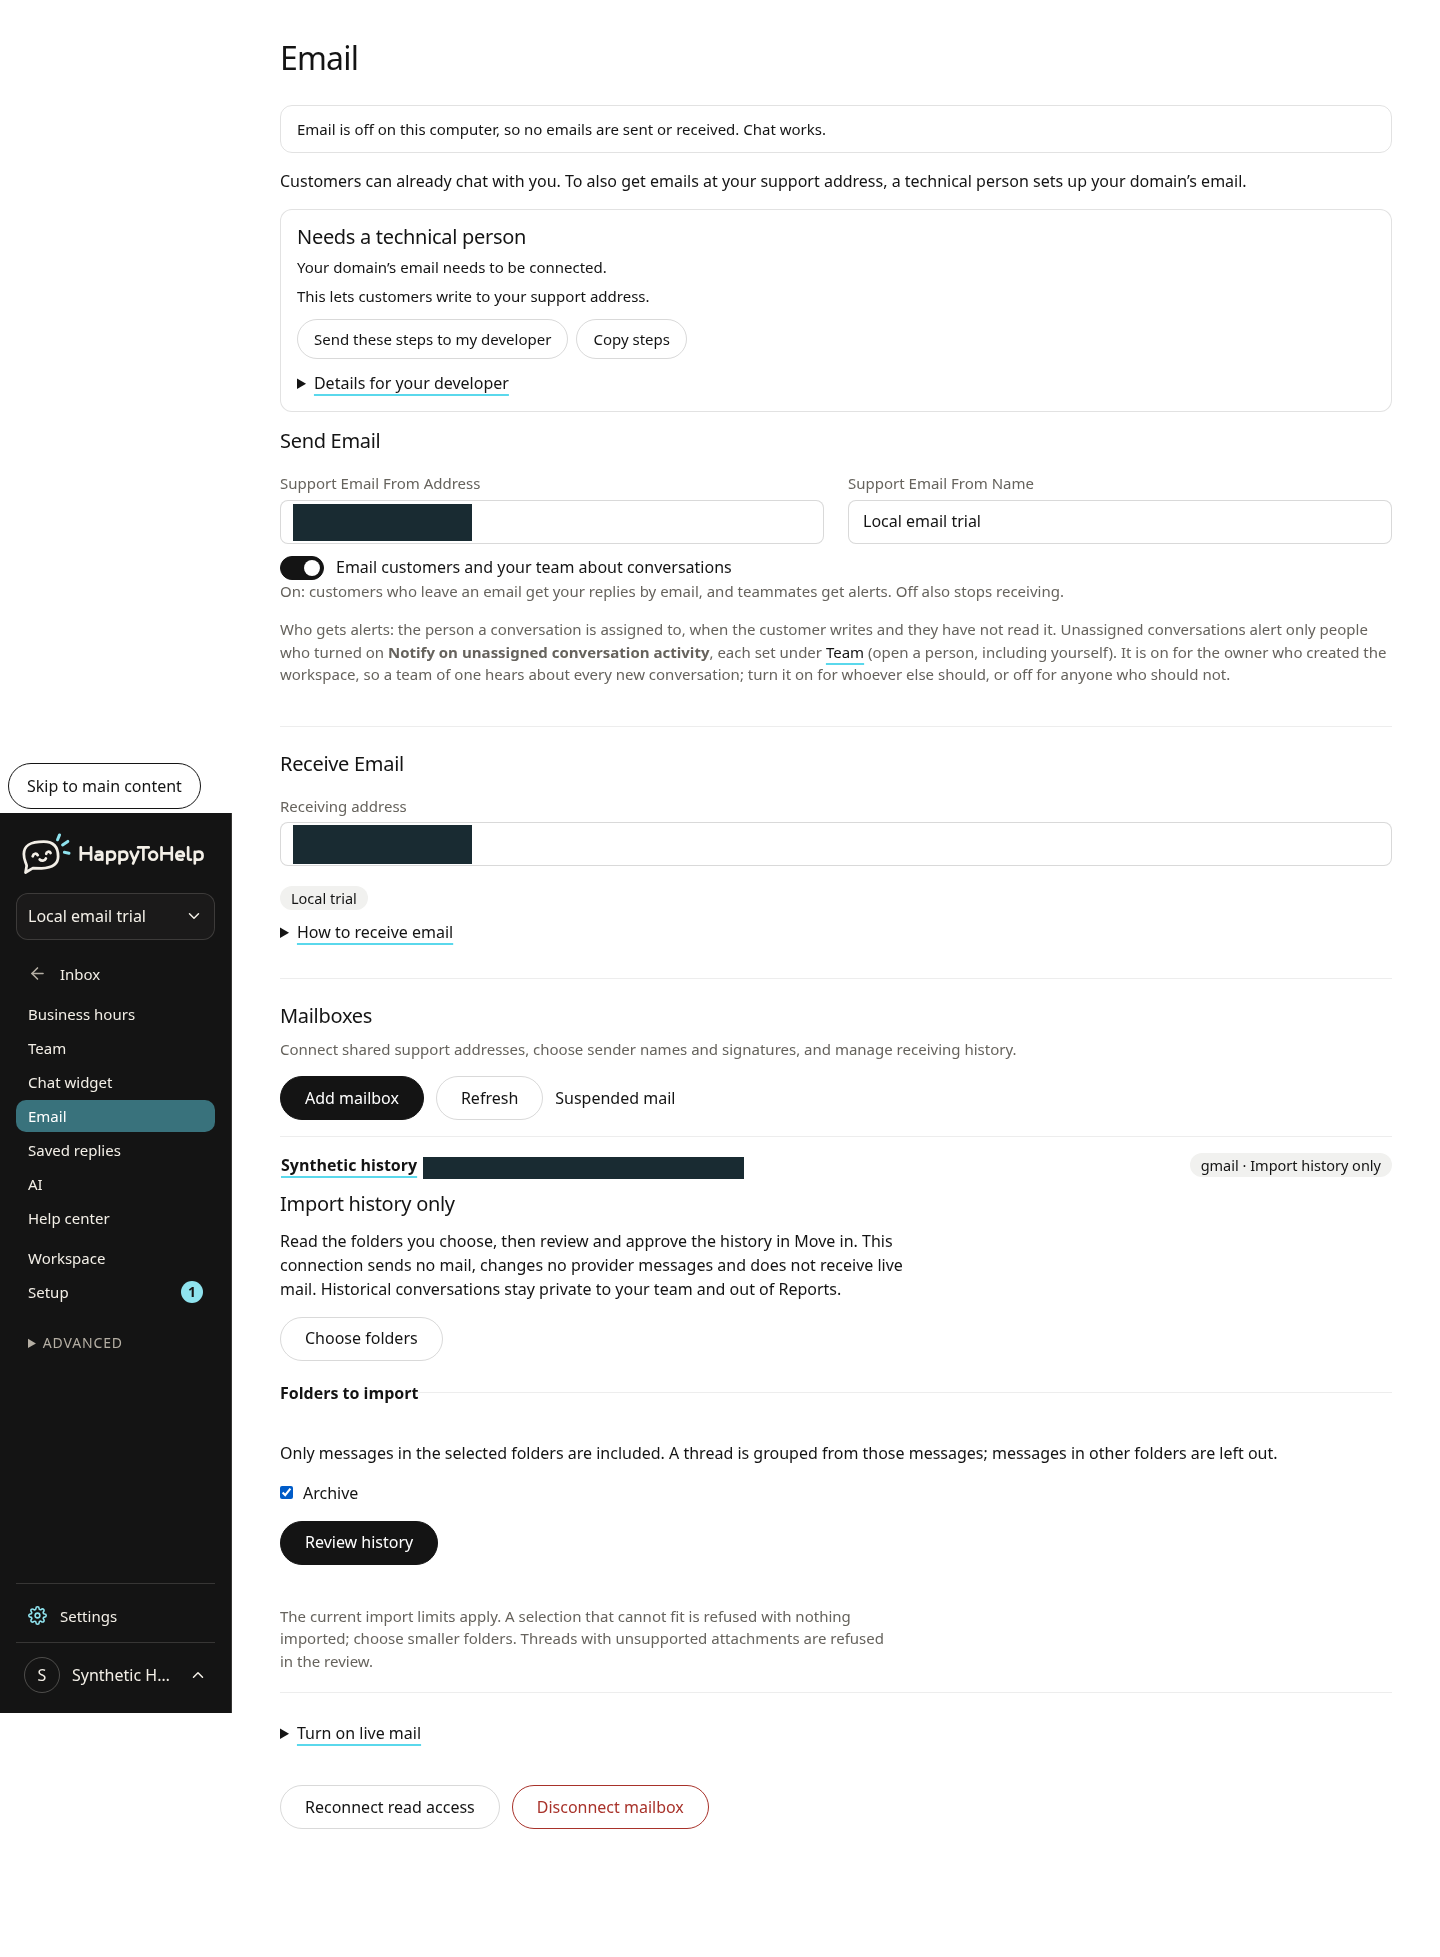 Email
Email is off on this computer, so no emails are sent or received. Chat works.
Customers can already chat with you. To also get emails at your support address, a technical person sets up your domain’s email.
Needs a technical person
Your domain’s email needs to be connected.
This lets customers write to your support address.
Send these steps to my developer
Copy steps
Details for your developer
Send Email
Support Email From Address
Support Email From Name
Local email trial
Email customers and your team about conversations
On: customers who leave an email get your replies by email, and teammates get alerts. Off also stops receiving.
Who gets alerts: the person a conversation is assigned to, when the customer writes and they have not read it. Unassigned conversations alert only people
who turned on Notify on unassigned conversation activity, each set under Team (open a person, including yourself). It is on for the owner who created the
workspace, so a team of one hears about every new conversation; turn it on for whoever else should, or off for anyone who should not.
Receive Email
Receiving address
Local trial
How to receive email
Mailboxes
Connect shared support addresses, choose sender names and signatures, and manage receiving history.
Add mailbox
Refresh
Suspended mail
Synthetic history
gmail · Import history only
Import history only
Read the folders you choose, then review and approve the history in Move in. This
connection sends no mail, changes no provider messages and does not receive live
mail. Historical conversations stay private to your team and out of Reports.
Choose folders
Folders to import
Only messages in the selected folders are included. A thread is grouped from those messages; messages in other folders are left out.
Archive
Review history
The current import limits apply. A selection that cannot fit is refused with nothing
imported; choose smaller folders. Threads with unsupported attachments are refused
in the review.
Turn on live mail
Reconnect read access
Disconnect mailbox
Skip to main content
HappyToHelp
Local email trial
Inbox
Business hours
Team
Chat widget
Email
Saved replies
AI
Help center
Workspace
Setup
1
ADVANCED
Settings
S
Synthetic H...